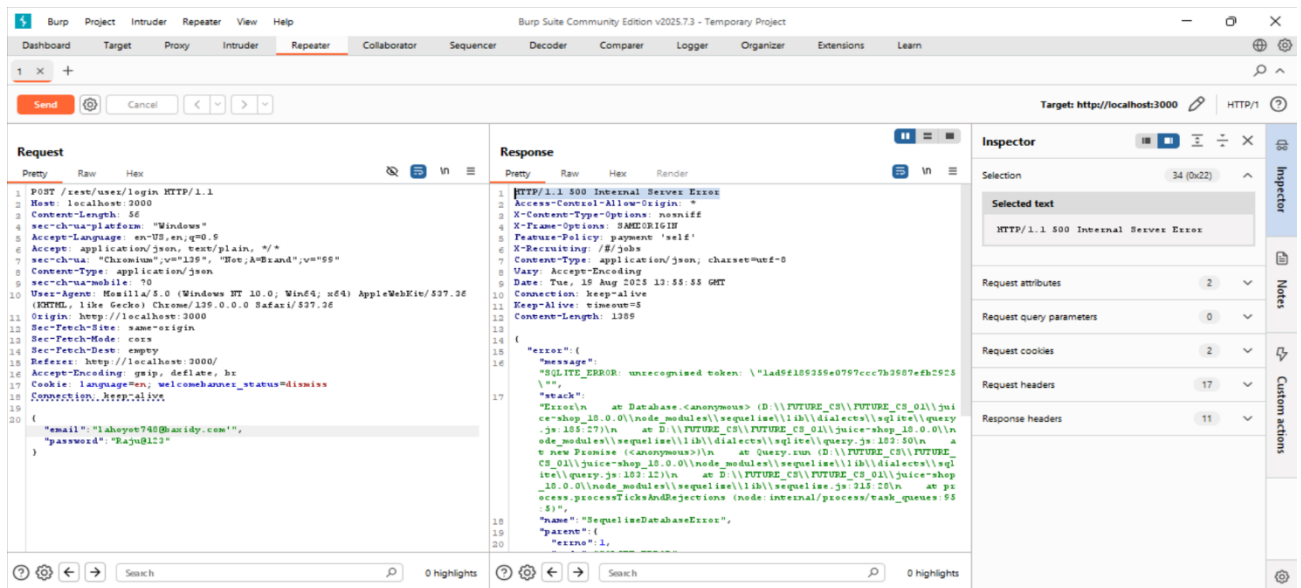 Burp Project Intruder Repeater View Help Burp Suite Community Edition v2025.7.3 - Temporary Project
Dashboard Target Proxy Intruder Repeater Collaborator Sequencer Decoder Comparer Logger Organizer Extensions Learn
1
Send Cancel Target: http://localhost:3000 HTTP/1
Request
Pretty Raw Hex
\n
1 POST /rest/user/login HTTP/1.1
2 Host: localhost:3000
3 Content-Length: 56
4 sec-ch-ua-platform: "Windows"
5 Accept-Language: en-US,en;q=0.9
6 Accept: application/json, text/plain, */*
7 sec-ch-ua: "Chromium";v="139", "Not;A=Brand";v="99"
8 Content-Type: application/json
9 sec-ch-ua-mobile: ?0
10 User-Agent: Mozilla/5.0 (Windows NT 10.0; Win64; x64) AppleWebKit/537.36
(KHTML, like Gecko) Chrome/139.0.0.0 Safari/537.36
11 Origin: http://localhost:3000
12 Sec-Fetch-Site: same-origin
13 Sec-Fetch-Mode: cors
14 Sec-Fetch-Dest: empty
15 Referer: http://localhost:3000/
16 Accept-Encoding: gzip, deflate, br
17 Cookie: language=en; welcomebanner_status=dismiss
18 Connection: keep-alive
19
20 {
"email":"lahoyot748@baxidy.com'",
"password":"Raju@123"
}
Search 0 highlights
Response
Pretty Raw Hex Render
\n
1 HTTP/1.1 500 Internal Server Error
2 Access-Control-Allow-Origin: *
3 X-Content-Type-Options: nosniff
4 X-Frame-Options: SAMEORIGIN
5 Feature-Policy: payment 'self'
6 X-Recruiting: /#/jobs
7 Content-Type: application/json; charset=utf-8
8 Vary: Accept-Encoding
9 Date: Tue, 19 Aug 2025 13:55:55 GMT
10 Connection: keep-alive
11 Keep-Alive: timeout=5
12 Content-Length: 1389
13
14 {
15 "error":{
16 "message":
"SQLITE_ERROR: unrecognized token: \"1ad9f189359e0797ccc7b3987efb2925
\"",
17 "stack":
"Error\n at Database.<anonymous> (D:\\FUTURE_CS\\FUTURE_CS_01\\jui
ce-shop_18.0.0\\node_modules\\sequelize\\lib\\dialects\\sqlite\\query
.js:185:27)\n at D:\\FUTURE_CS\\FUTURE_CS_01\\juice-shop_18.0.0\\n
ode_modules\\sequelize\\lib\\dialects\\sqlite\\query.js:183:50\n a
t new Promise (<anonymous>)\n at Query.run (D:\\FUTURE_CS\\FUTURE_
CS_01\\juice-shop_18.0.0\\node_modules\\sequelize\\lib\\dialects\\sql
ite\\query.js:183:12)\n at D:\\FUTURE_CS\\FUTURE_CS_01\\juice-shop
_18.0.0\\node_modules\\sequelize\\lib\\sequelize.js:315:28\n at pr
ocess.processTicksAndRejections (node:internal/process/task_queues:95
:5)",
18 "name":"SequelizeDatabaseError",
19 "parent":{
20 "errno":1,
Search 0 highlights
Inspector
Selection 34 (0x22)
Selected text
HTTP/1.1 500 Internal Server Error
Request attributes 2
Request query parameters 0
Request cookies 2
Request headers 17
Response headers 11
Inspector
Notes
Custom actions